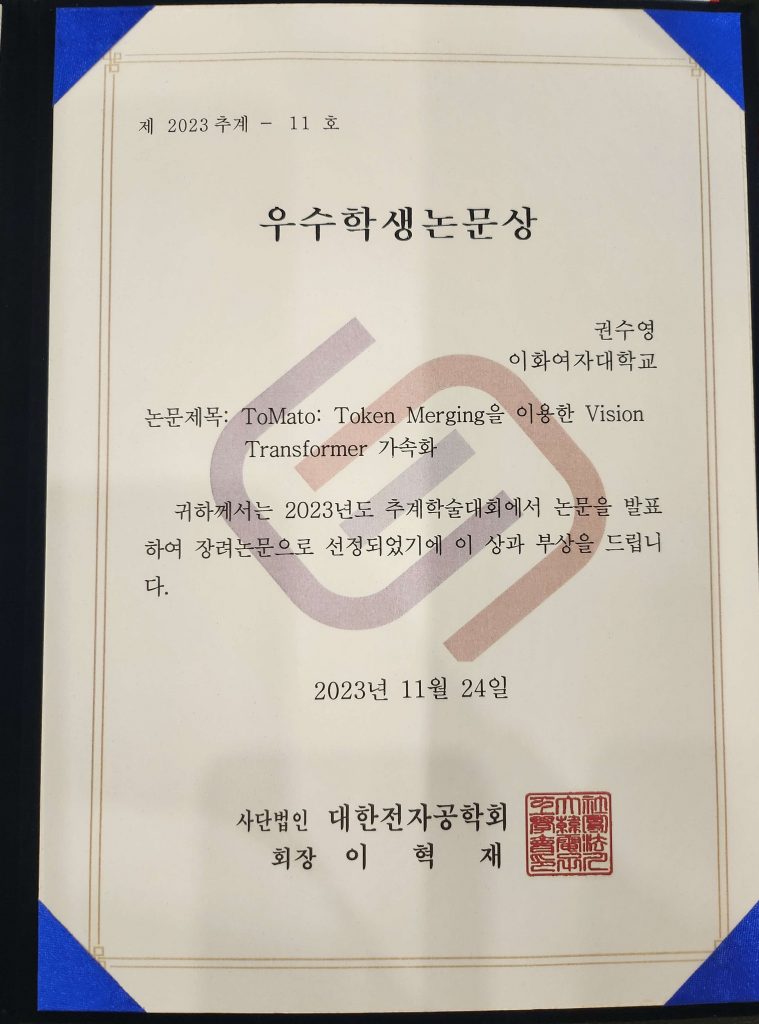 제 2023추계 - 11 호
우수학생논문상
권수영
이화여자대학교
논문제목: ToMato: Token Merging을 이용한 Vision
Transformer 가속화
귀하께서는 2023년도 추계학술대회에서 논문을 발표
하여 장려논문으로 선정되었기에 이 상과 부상을 드립니
다.
2023년 11월 24일
사단법인 대한전자공학회
회장 이 혁 재